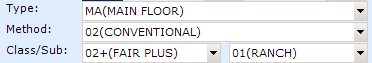 Type: MA(MAIN FLOOR)
Method: 02(CONVENTIONAL)
Class/Sub: 02+(FAIR PLUS) 01(RANCH)